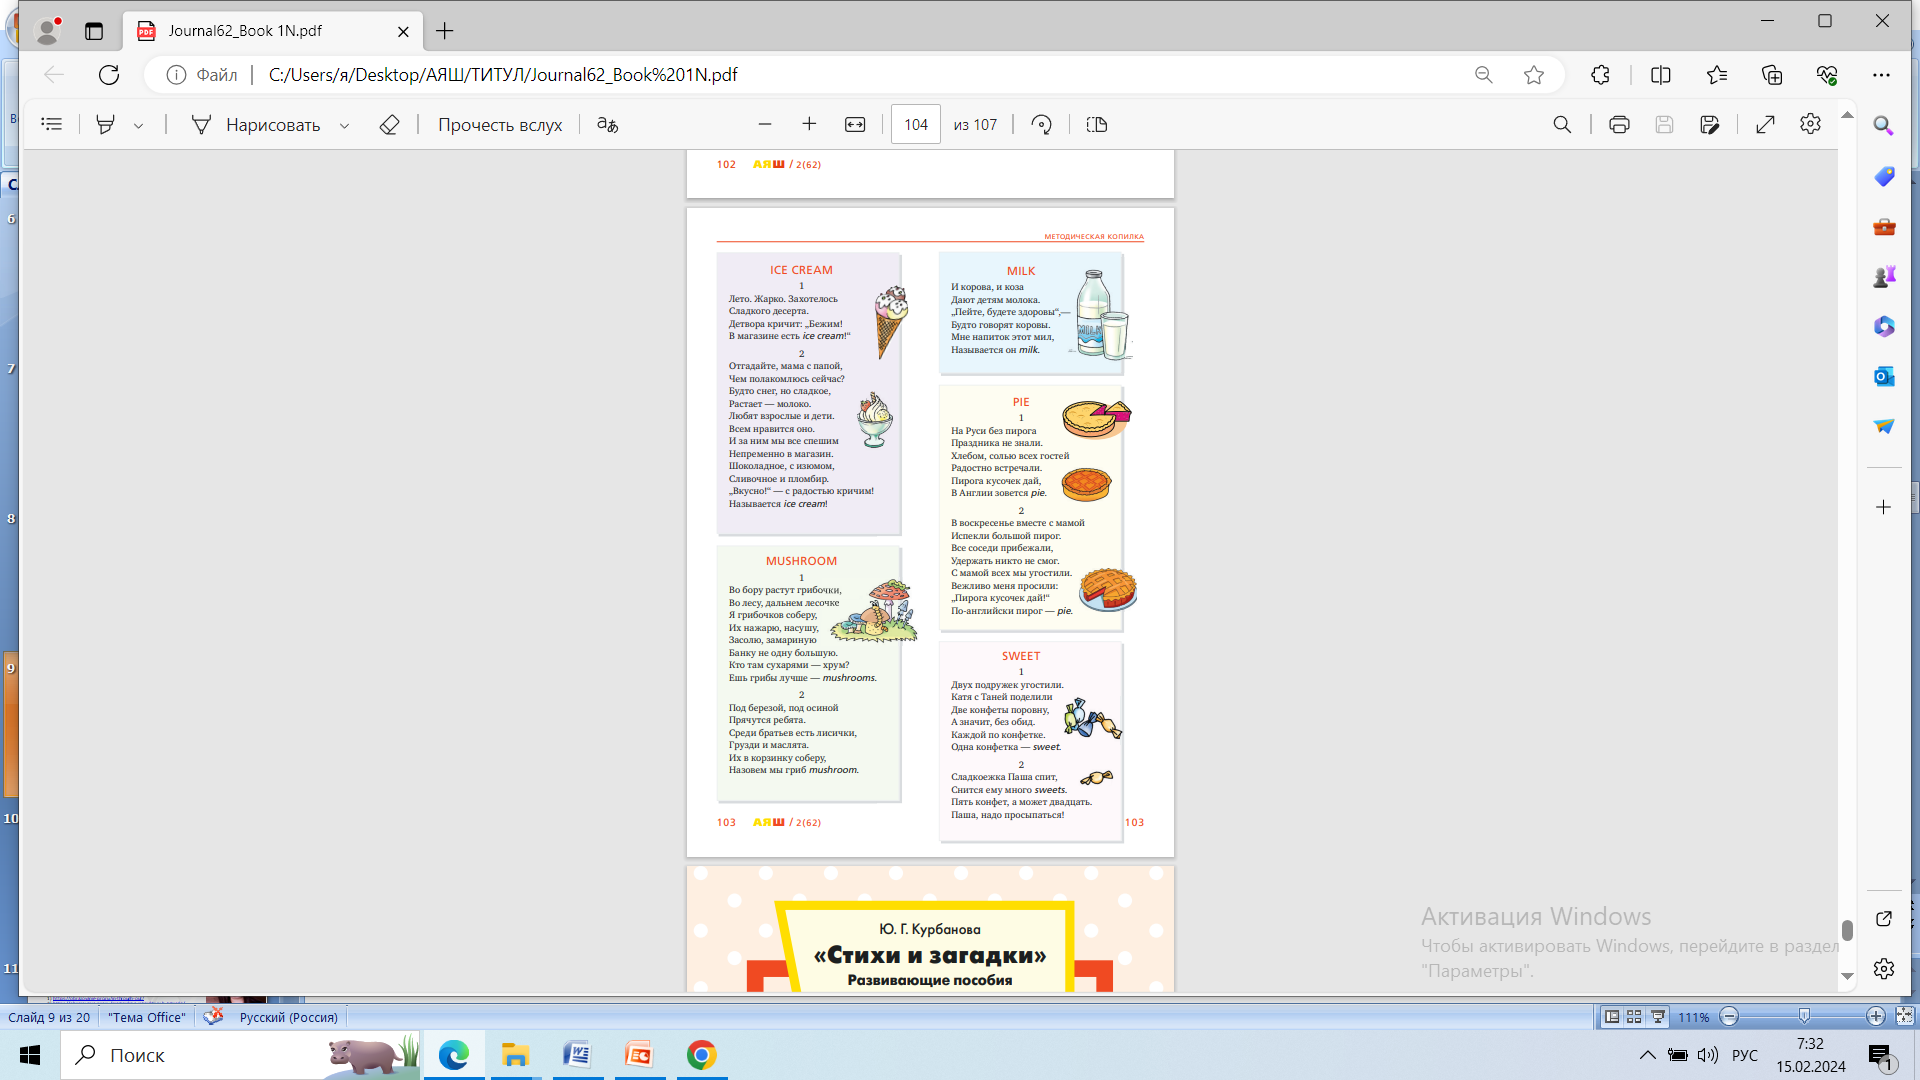 Journal62_Book 1N.pdf
Файл
C:/Users/я/Desktop/АЯШ/ТИТУЛ/Journal62_Book%201N.pdf
Нарисовать
Прочесть вслух
104
из 107
102 АЯШ / 2(62)
МЕТОДИЧЕСКАЯ КОПИЛКА
ICE CREAM
1
Лето. Жарко. Захотелось
Сладкого десерта.
Детвора кричит: „Бежим!
В магазине есть ice cream!“
2
Отгадайте, мама с папой,
Чем полакомлюсь сейчас?
Будто снег, но сладкое,
Растает — молоко.
Любят взрослые и дети.
Всем нравится оно.
И за ним мы все спешим
Непременно в магазин.
Шоколадное, с изюмом,
Сливочное и пломбир.
„Вкусно!“ — с радостью кричим!
Называется ice cream!
MUSHROOM
1
Во бору растут грибочки,
Во лесу, дальнем лесочке
Я грибочков соберу,
Их нажарю, насушу,
Засолю, замариную
Банку не одну большую.
Кто там сухарями — хрум?
Ешь грибы лучше — mushrooms.
2
Под березой, под осиной
Прячутся ребята.
Среди братьев есть лисички,
Грузди и маслята.
Их в корзинку соберу,
Назовем мы гриб mushroom.
MILK
И корова, и коза
Дают детям молока.
„Пейте, будете здоровы“,—
Будто говорят коровы.
Мне напиток этот мил,
Называется он milk.
MILK
PIE
1
На Руси без пирога
Праздника не знали.
Хлебом, солью всех гостей
Радостно встречали.
Пирога кусочек дай,
В Англии зовется pie.
2
В воскресенье вместе с мамой
Испекли большой пирог.
Все соседи прибежали,
Удержать никто не смог.
С мамой всех мы угостили.
Вежливо меня просили:
„Пирога кусочек дай!“
По-английски пирог — pie.
SWEET
1
Двух подружек угостили.
Катя с Таней поделили
Две конфеты поровну,
А значит, без обид.
Каждой по конфетке.
Одна конфетка — sweet.
2
Сладкоежка Паша спит,
Снится ему много sweets.
Пять конфет, а может двадцать.
Паша, надо просыпаться!
103 АЯШ / 2(62)
103
Ю. Г. Курбанова
«Стихи и загадки»
Развивающие пособия
Активация Windows
Чтобы активировать Windows, перейдите в раздел
"Параметры".
6
7
8
9
10
11
Слайд 9 из 20
"Тема Office"
Русский (Россия)
111%
Поиск
РУС
7:32
15.02.2024
1